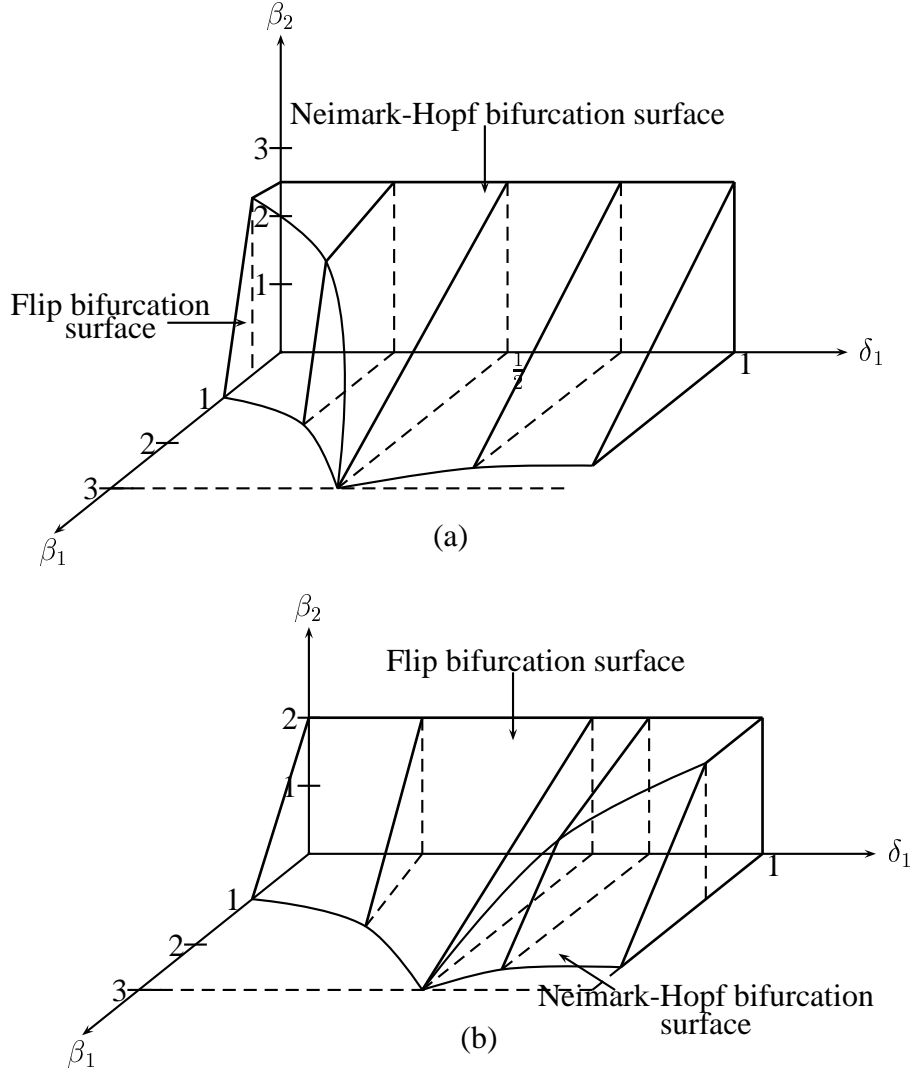 β₂
Neimark-Hopf bifurcation surface
3
2
1
Flip bifurcation
surface
δ₁
1/2
1
1
2
3
β₁
(a)
β₂
Flip bifurcation surface
2
1
δ₁
1
1
2
3
Neimark-Hopf bifurcation
surface
β₁
(b)